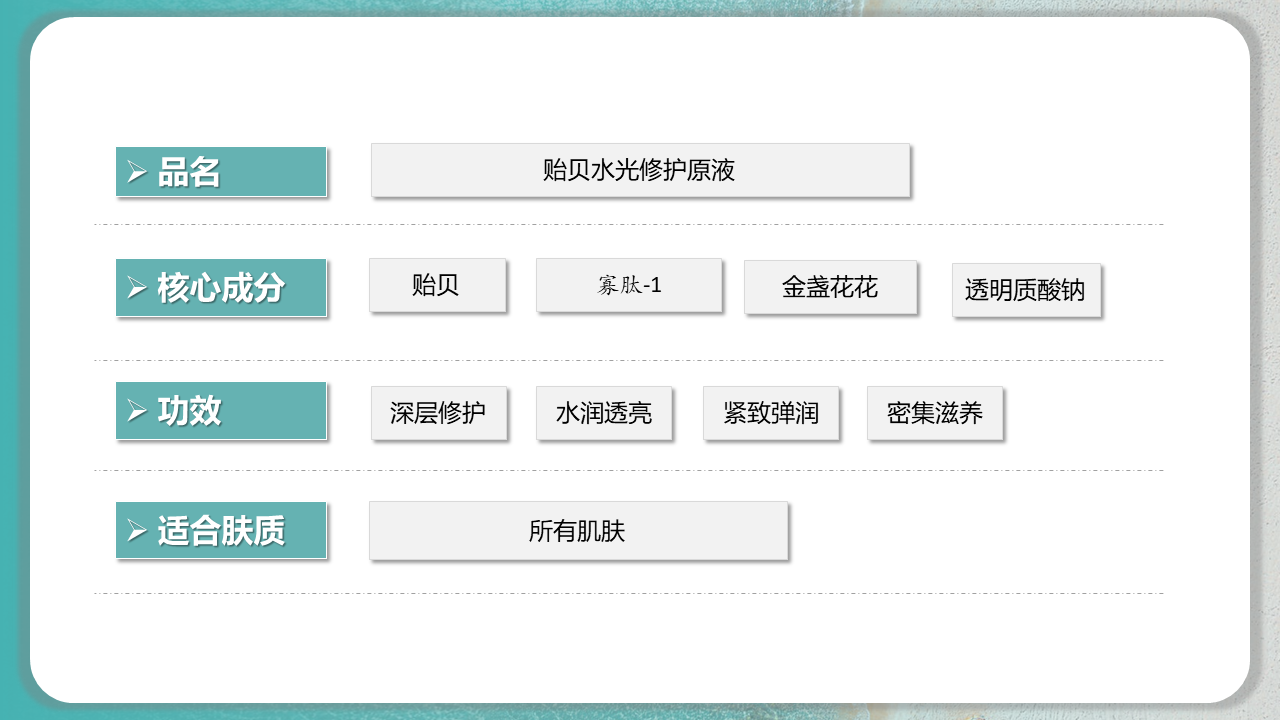 品名
贻贝水光修护原液
核心成分
贻贝
寡肽-1
金盏花花
透明质酸钠
功效
深层修护
水润透亮
紧致弹润
密集滋养
适合肤质
所有肌肤